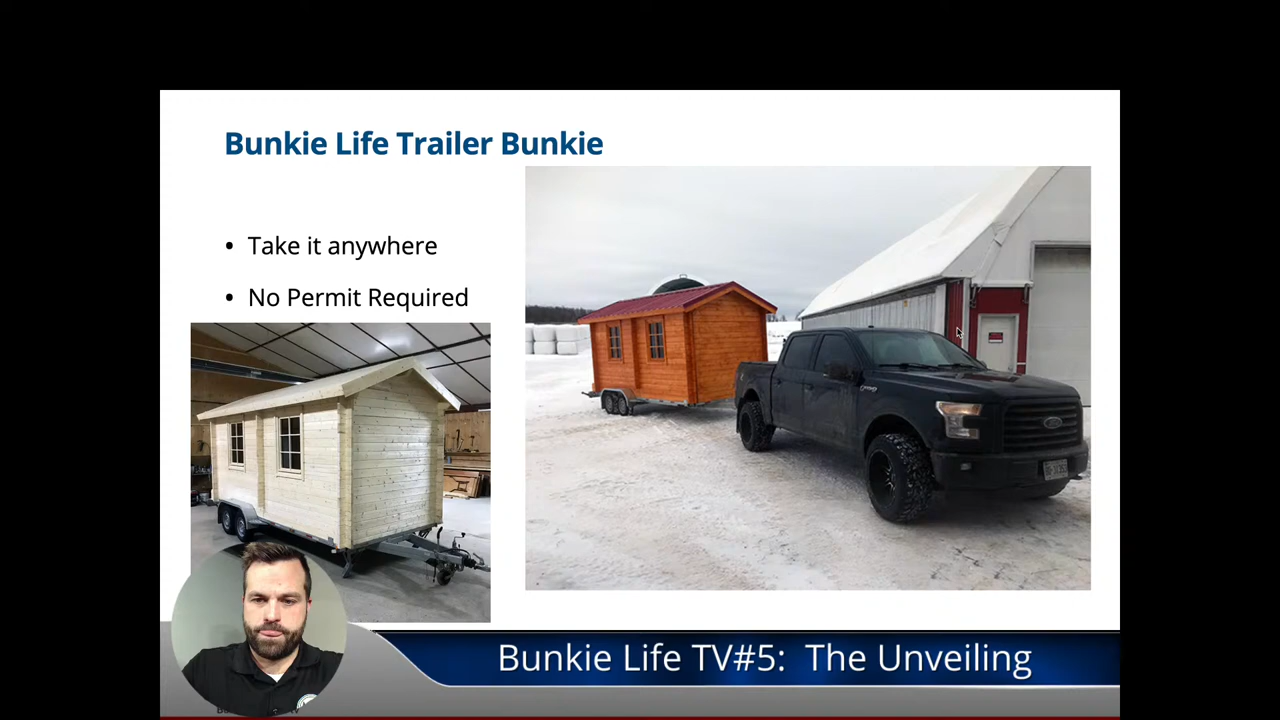 Bunkie Life Trailer Bunkie
• Take it anywhere
• No Permit Required
Bunkie Life TV#5: The Unveiling